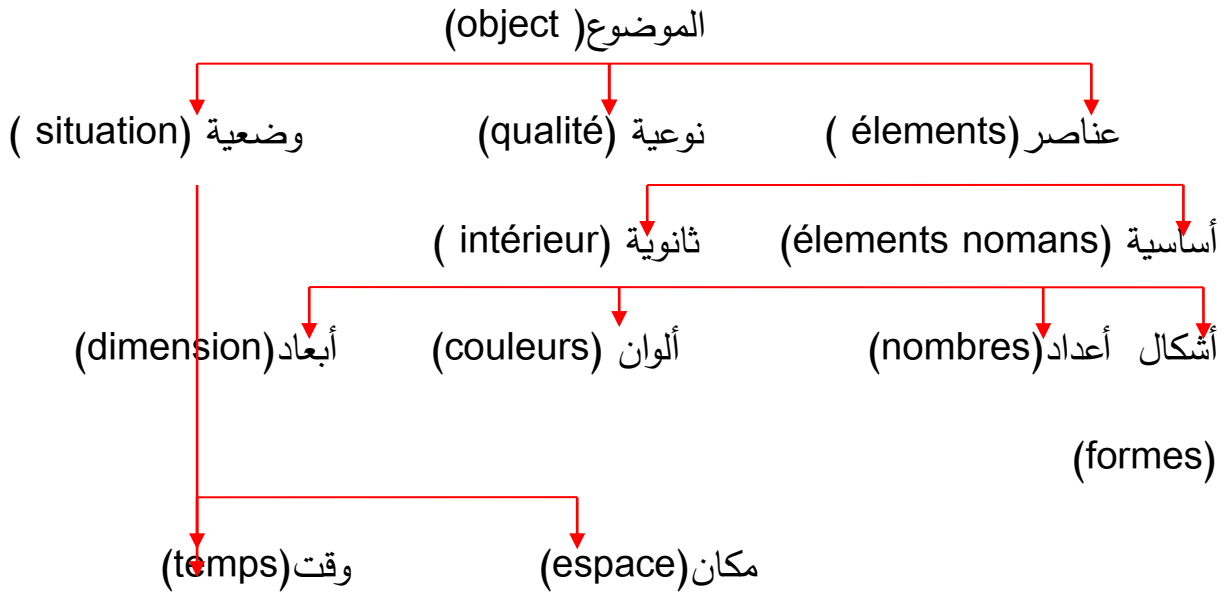 الموضوع( object)
عناصر(élements ) نوعية (qualité) وضعية (situation )
أساسية (élements nomans) ثانوية (intérieur )
أشكال أعداد(nombres) ألوان (couleurs) أبعاد(dimension)
(formes)
مكان(espace) وقت(temps)